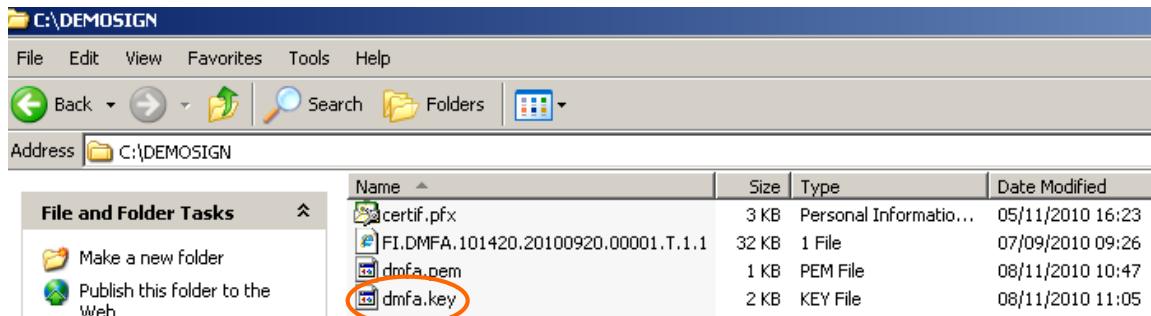 C:\DEMOSIGN
File Edit View Favorites Tools Help
Back Search Folders
Address C:\DEMOSIGN
Name Size Type Date Modified
File and Folder Tasks
certif.pfx 3 KB Personal Informatio... 05/11/2010 16:23
FI.DMFA.101420.20100920.00001.T.1.1 32 KB 1 File 07/09/2010 09:26
Make a new folder
dmfa.pem 1 KB PEM File 08/11/2010 10:47
Publish this folder to the
Web
dmfa.key 2 KB KEY File 08/11/2010 11:05